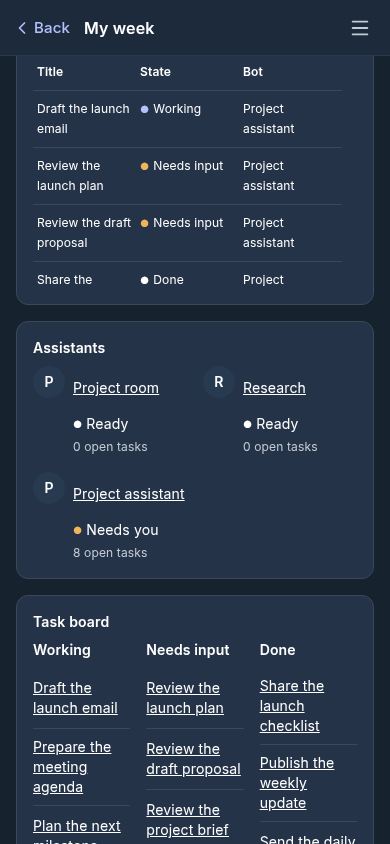 Back My week
Title State Bot
Draft the launch email Working Project assistant
Review the launch plan Needs input Project assistant
Review the draft proposal Needs input Project assistant
Share the Done Project
Assistants
P Project room
Ready
0 open tasks
R Research
Ready
0 open tasks
P Project assistant
Needs you
8 open tasks
Task board
Working
Draft the
launch email
Prepare the
meeting
agenda
Plan the next
milestone
Needs input
Review the
launch plan
Review the
draft proposal
Review the
project brief
Done
Share the
launch
checklist
Publish the
weekly
update
Send the daily